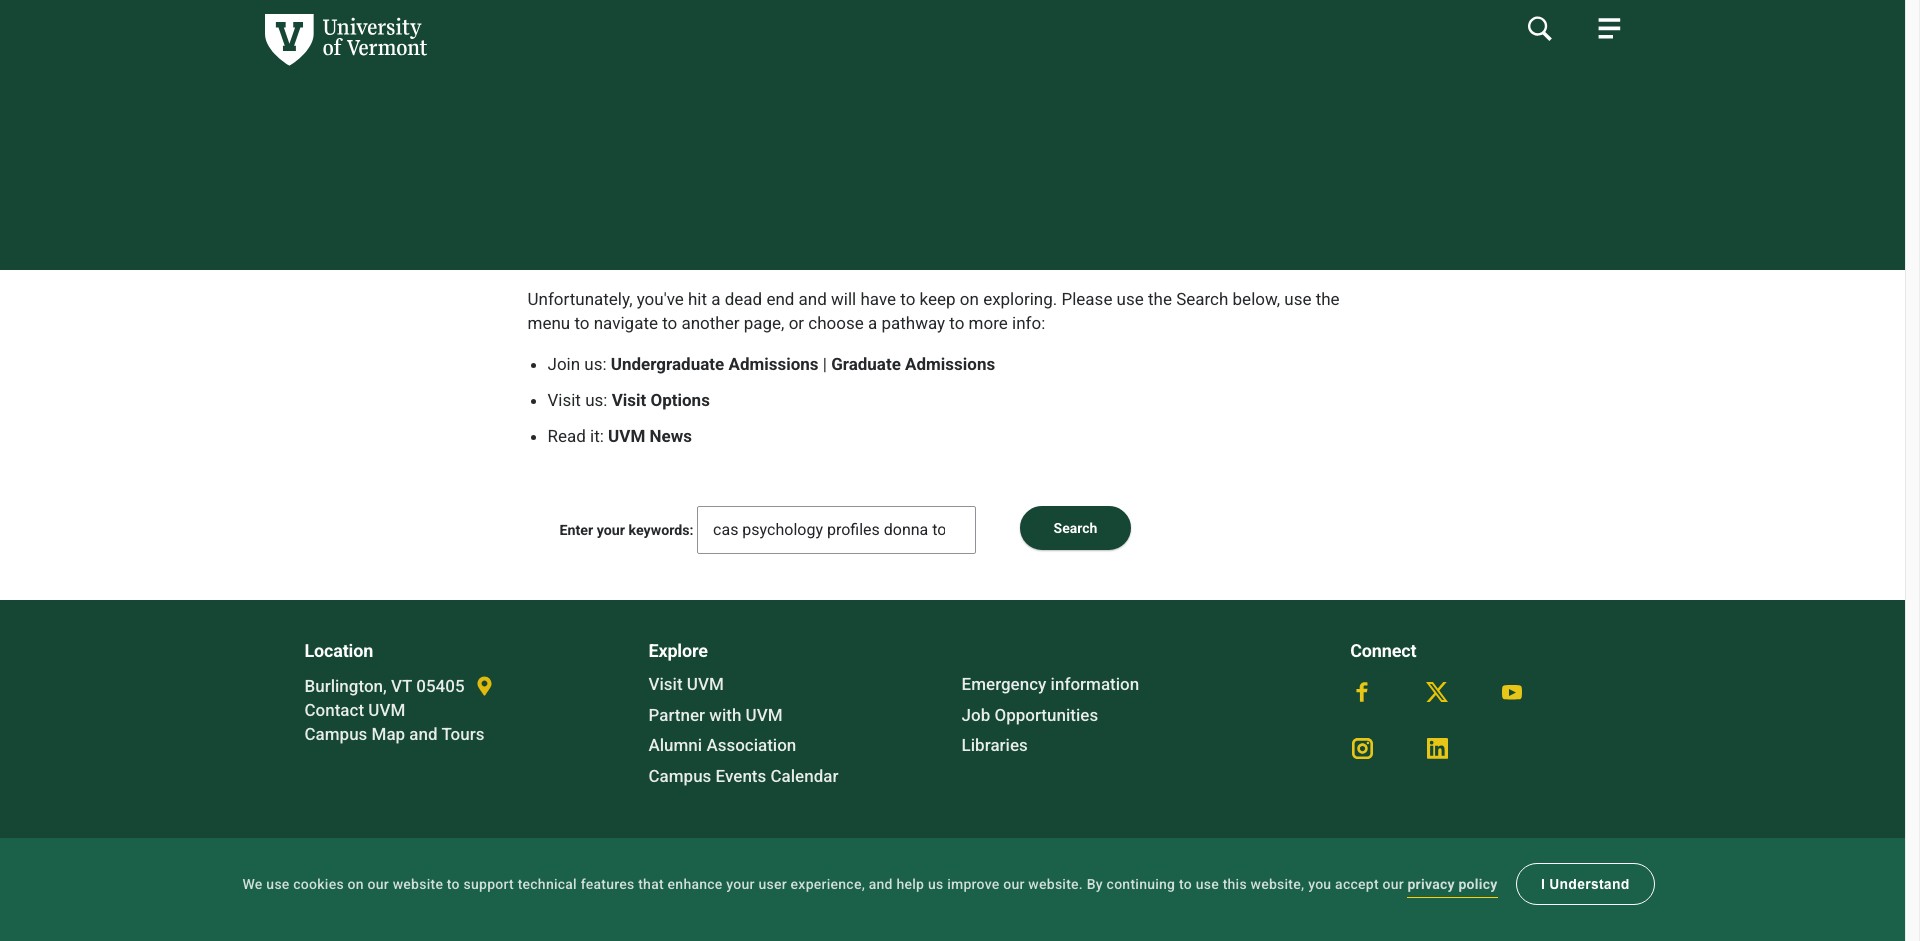 University
of Vermont
Unfortunately, you've hit a dead end and will have to keep on exploring. Please use the Search below, use the
menu to navigate to another page, or choose a pathway to more info:
• Join us: Undergraduate Admissions | Graduate Admissions
• Visit us: Visit Options
• Read it: UVM News
Enter your keywords: cas psychology profiles donna to Search
Location
Burlington, VT 05405
Contact UVM
Campus Map and Tours
Explore
Visit UVM
Partner with UVM
Alumni Association
Campus Events Calendar
Emergency information
Job Opportunities
Libraries
Connect
We use cookies on our website to support technical features that enhance your user experience, and help us improve our website. By continuing to use this website, you accept our privacy policy I Understand